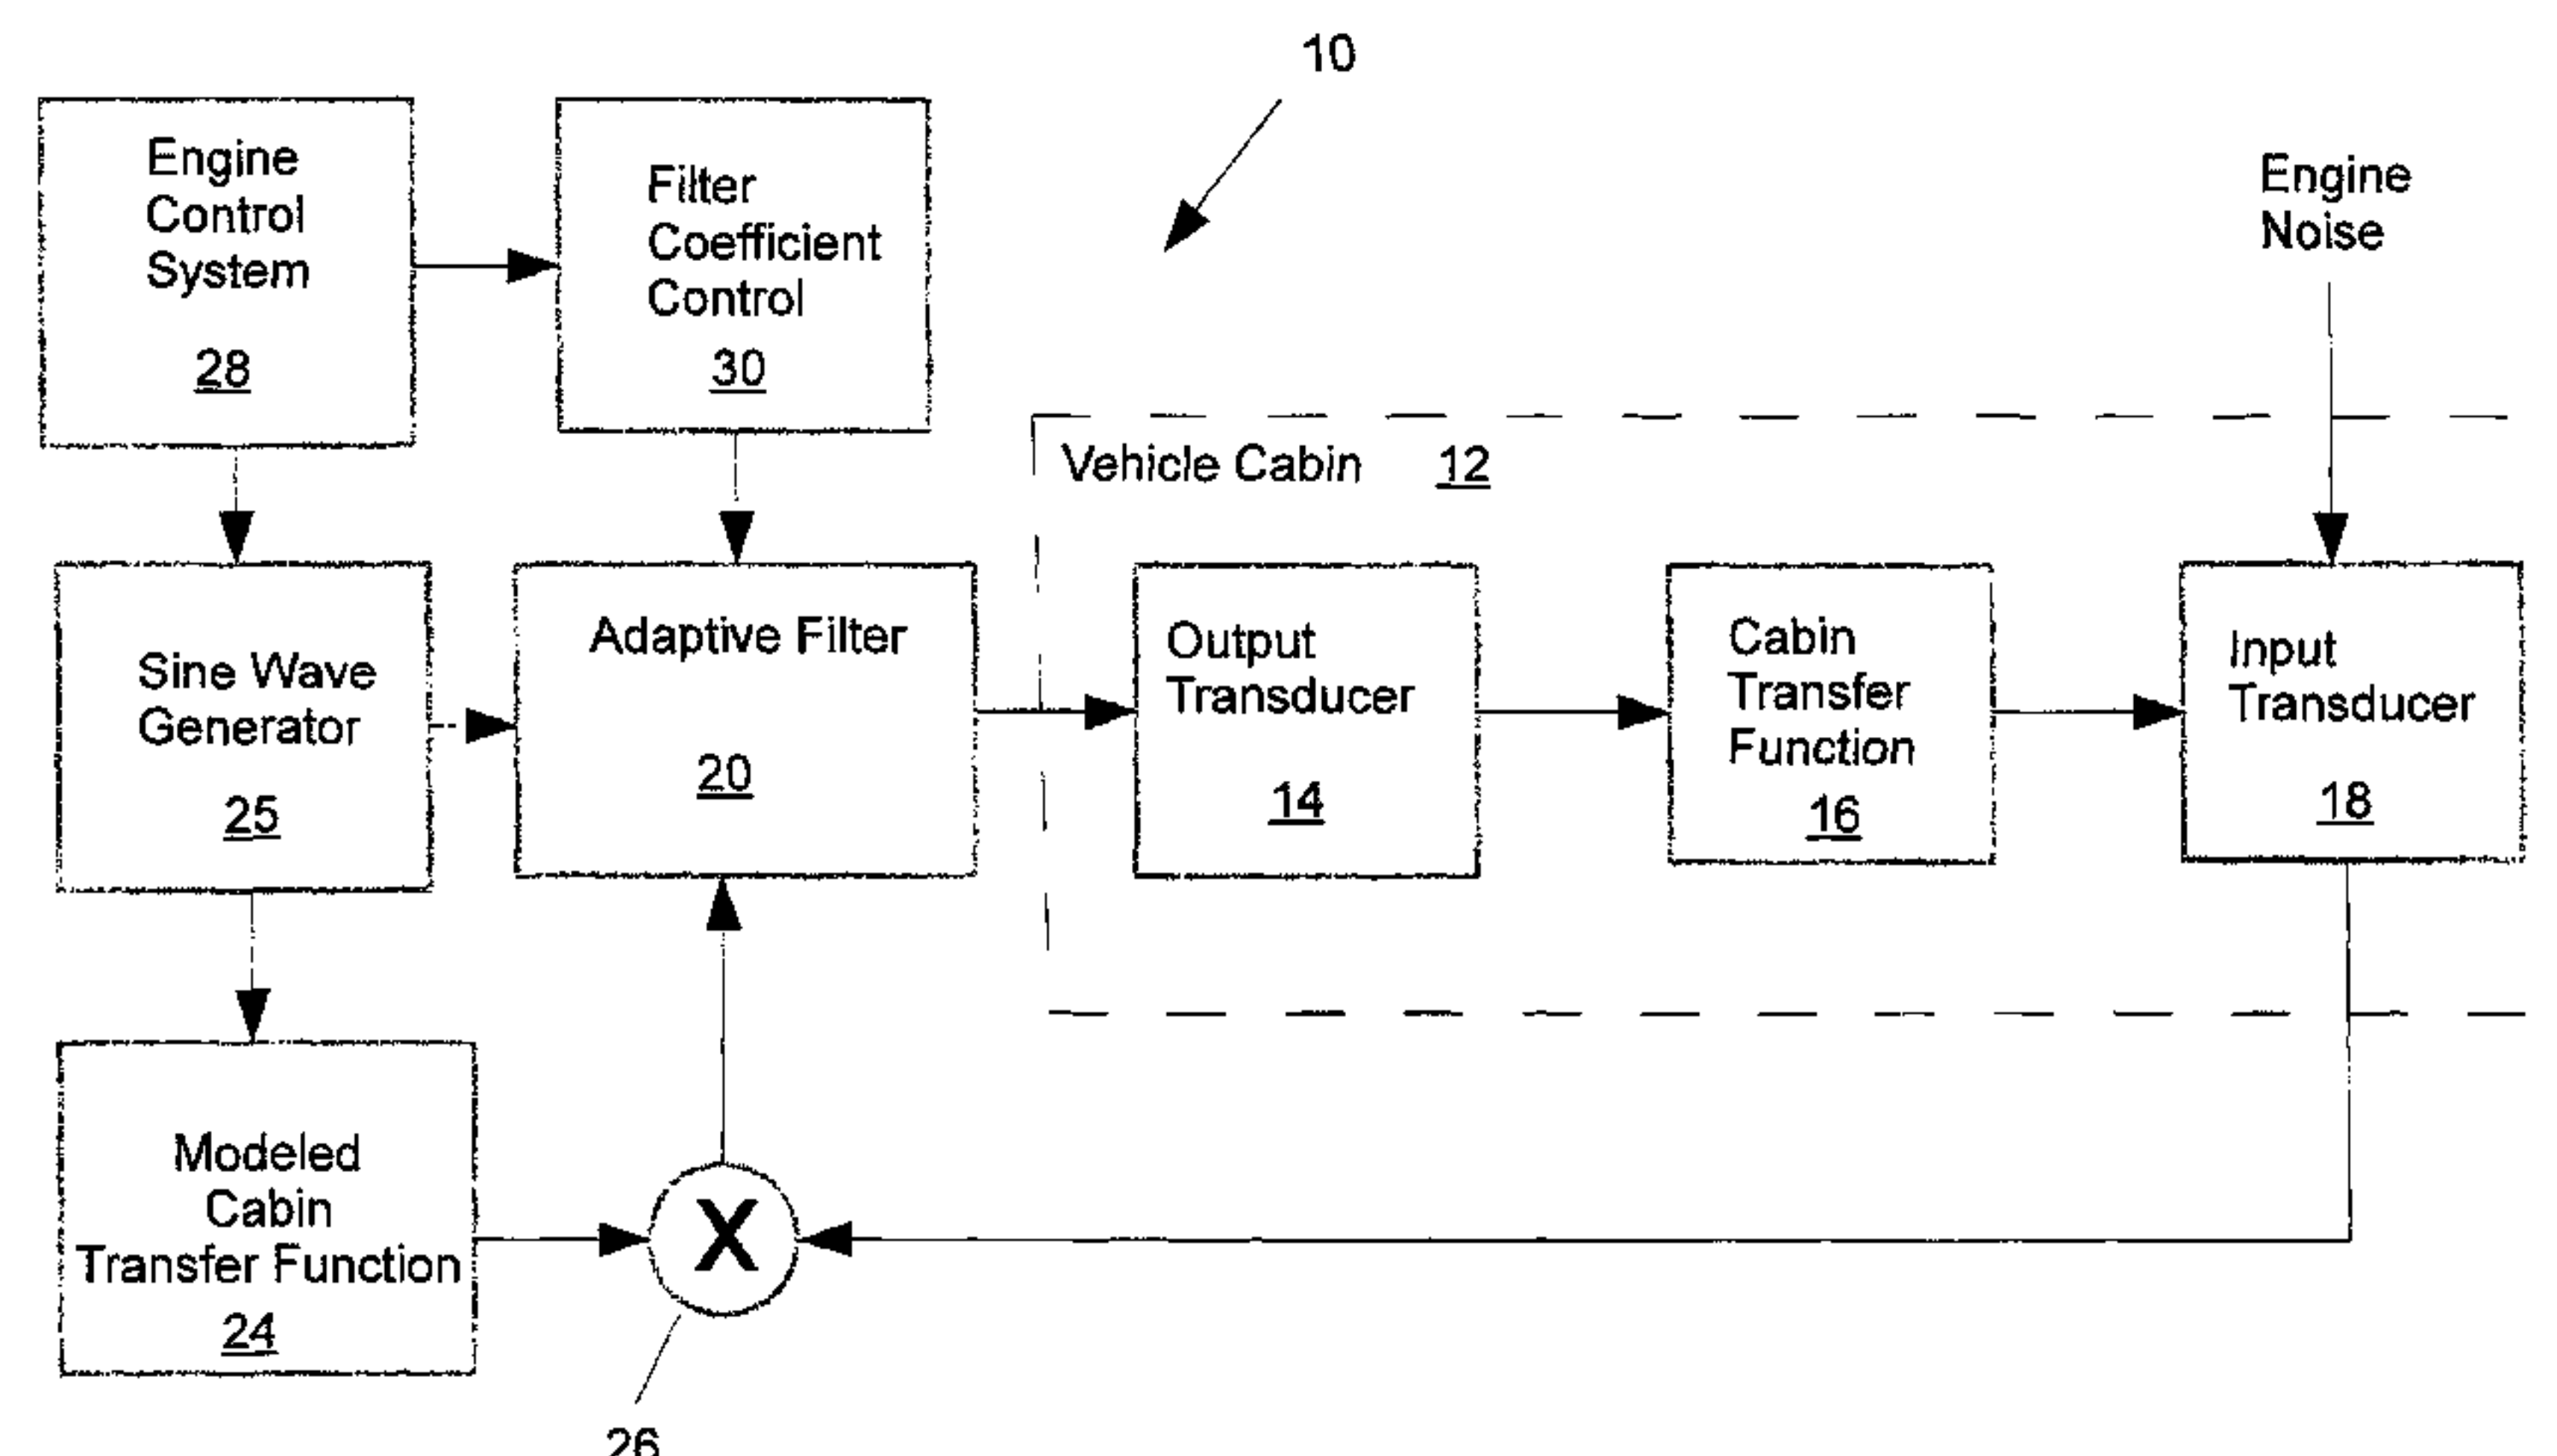 10
Engine
Control
System
28
Filter
Coefficient
Control
30
Engine
Noise
Vehicle Cabin 12
Sine Wave
Generator
25
Adaptive Filter
20
Output
Transducer
14
Cabin
Transfer
Function
16
Input
Transducer
18
Modeled
Cabin
Transfer Function
24
X
26